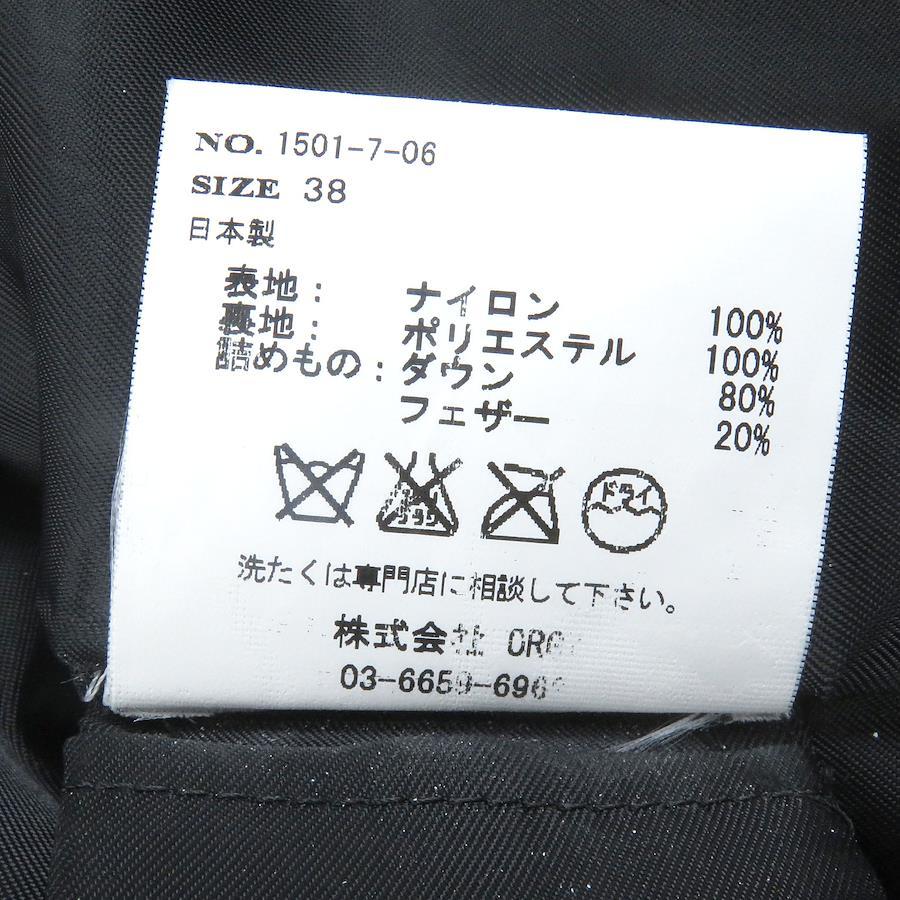 NO. 1501-7-06
SIZE 38
日本製
表地： ナイロン 100%
裏地： ポリエステル 100%
詰めもの：ダウン 80%
フェザー 20%
ドライ
洗たくは専門店に相談して下さい。
株式会社